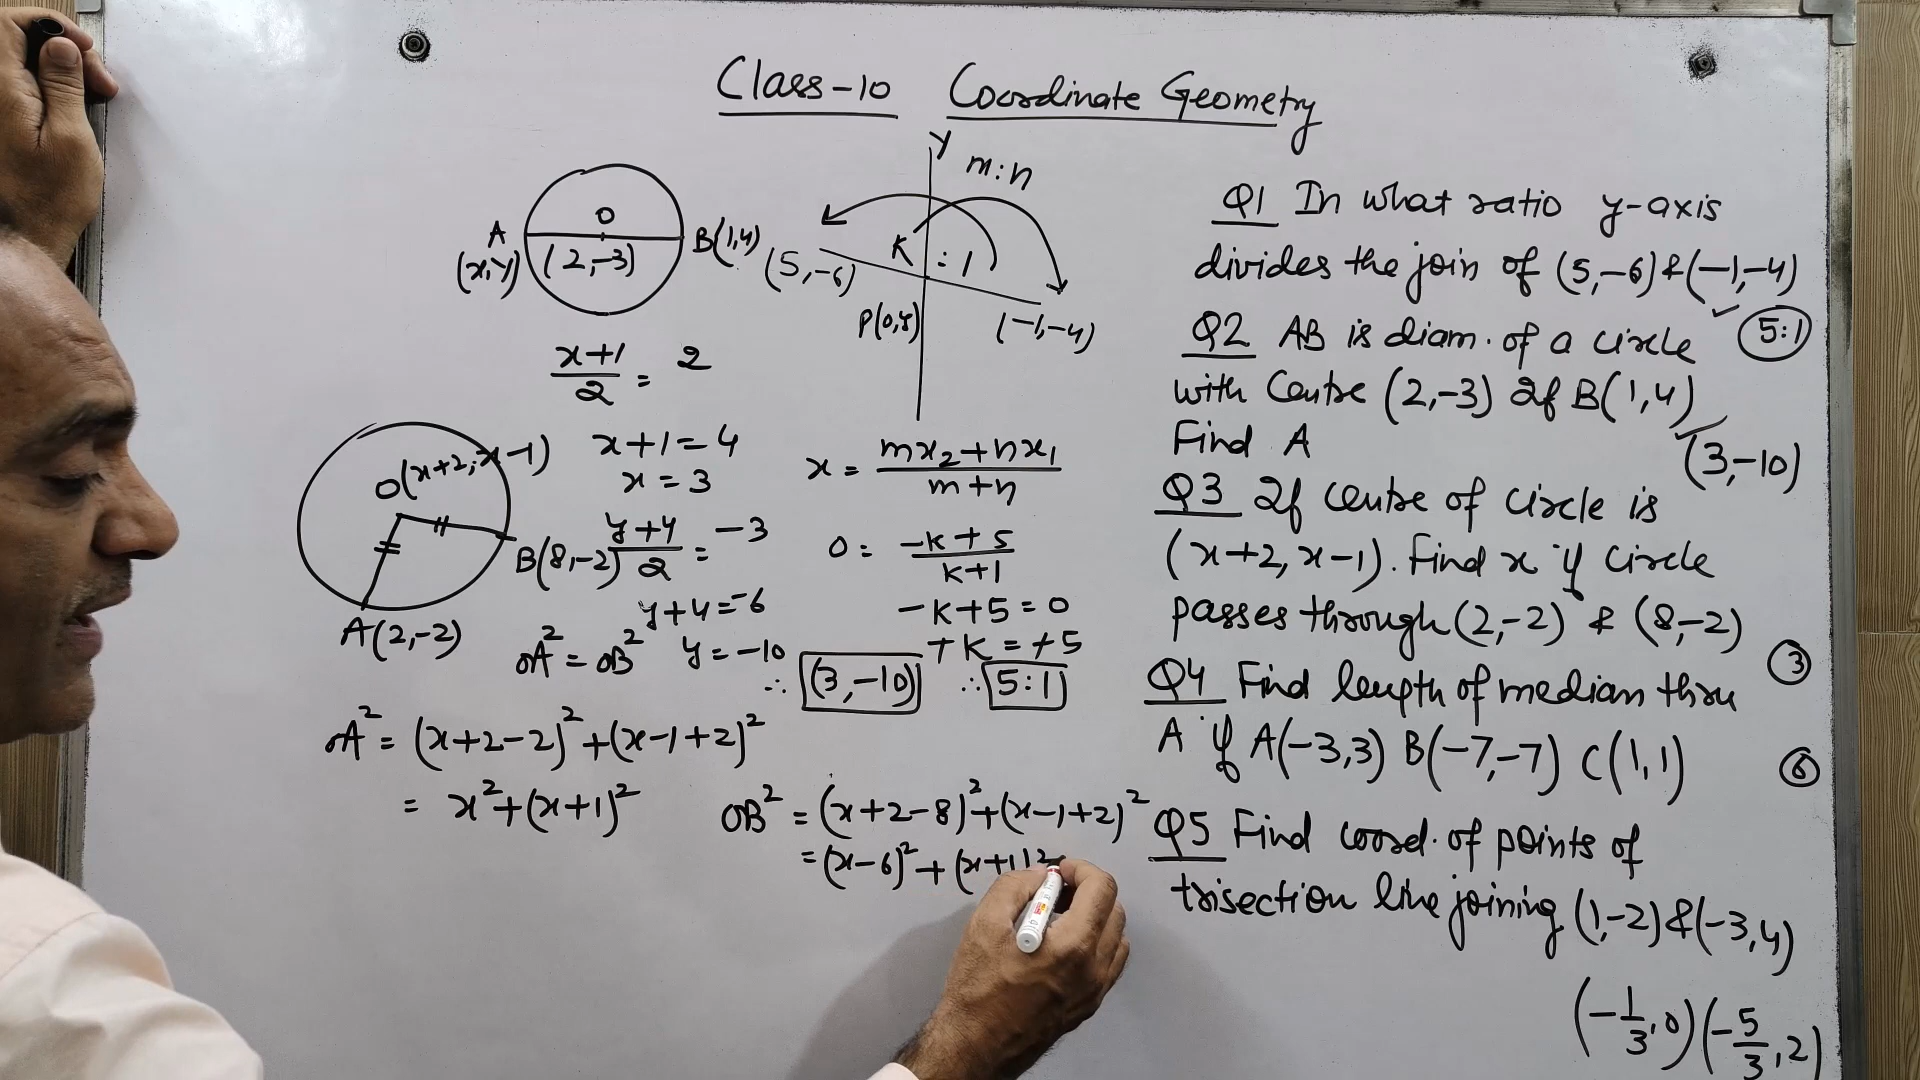 Class-10 Coordinate Geometry
A
(x,y)
O
(2,-3)
B(1,4)
x+1/2 = 2
x+1=4
x=3
y+4/2 = -3
y+4=-6
y=-10
∴ (3,-10)
Y
m:n
K:1
(5,-6)
P(0,y)
(-1,-4)
x = mx₂+nx₁/m+n
0 = -k+5/k+1
-k+5=0
+k=+5
∴ 5:1
O(x+2,x-1)
B(8,-2)
A(2,-2)
OA²=OB²
OA² = (x+2-2)²+(x-1+2)²
= x²+(x+1)²
OB² = (x+2-8)²+(x-1+2)²
=(x-6)²+(x+1)²
Q1 In what ratio y-axis
divides the join of (5,-6)&(-1,-4)
5:1
Q2 AB is diam. of a circle
with Centre (2,-3) If B(1,4)
Find A
(3,-10)
Q3 If centre of circle is
(x+2,x-1). Find x if circle
passes through (2,-2) & (8,-2)
3
Q4 Find length of median thru
A if A(-3,3) B(-7,-7) C(1,1)
6
Q5 Find coord. of points of
trisection line joining (1,-2)&(-3,4)
(-1/3,0)(-5/3,2)